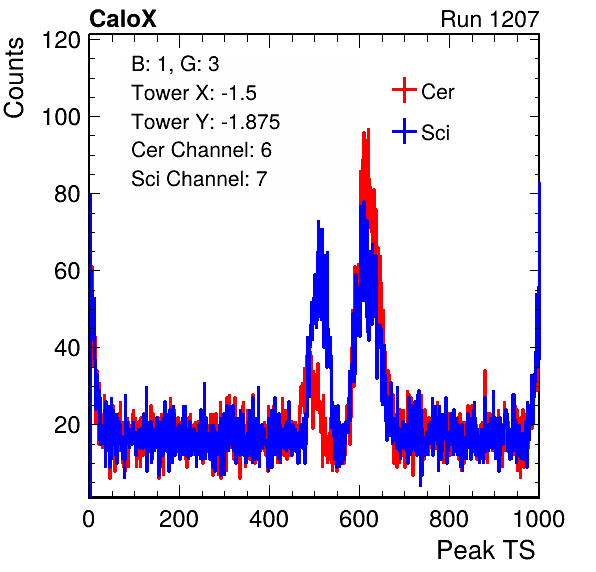 CaloX Run 1207
Counts
120
100
80
60
40
20
B: 1, G: 3
Tower X: -1.5
Tower Y: -1.875
Cer Channel: 6
Sci Channel: 7
Cer
Sci
0 200 400 600 800 1000
Peak TS